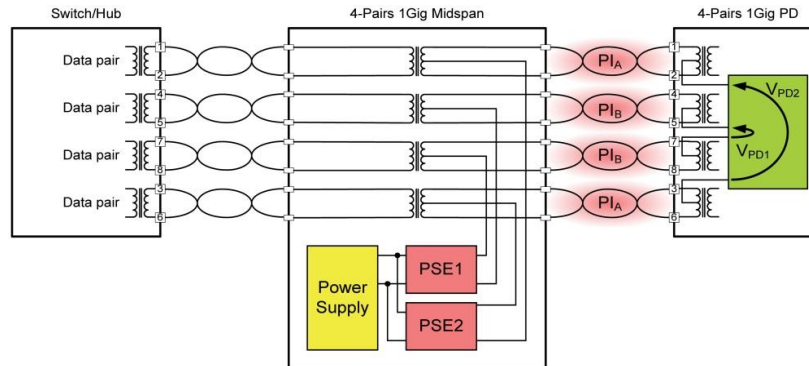 Switch/Hub
4-Pairs 1Gig Midspan
4-Pairs 1Gig PD
Data pair
1
2
PIA
1
2
Data pair
4
5
PIB
4
5
VPD2
Data pair
7
8
PIB
7
8
VPD1
Data pair
3
6
PIA
3
6
Power
Supply
PSE1
PSE2